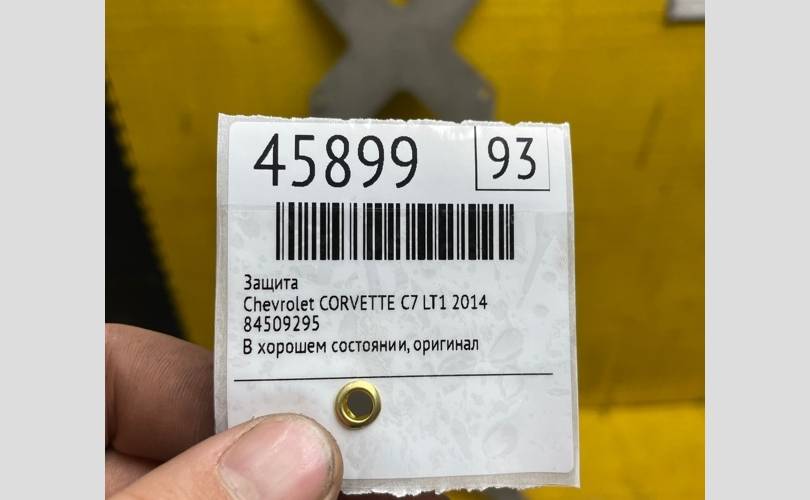 45899 93
Защита
Chevrolet CORVETTE C7 LT1 2014
84509295
В хорошем состоянии, оригинал